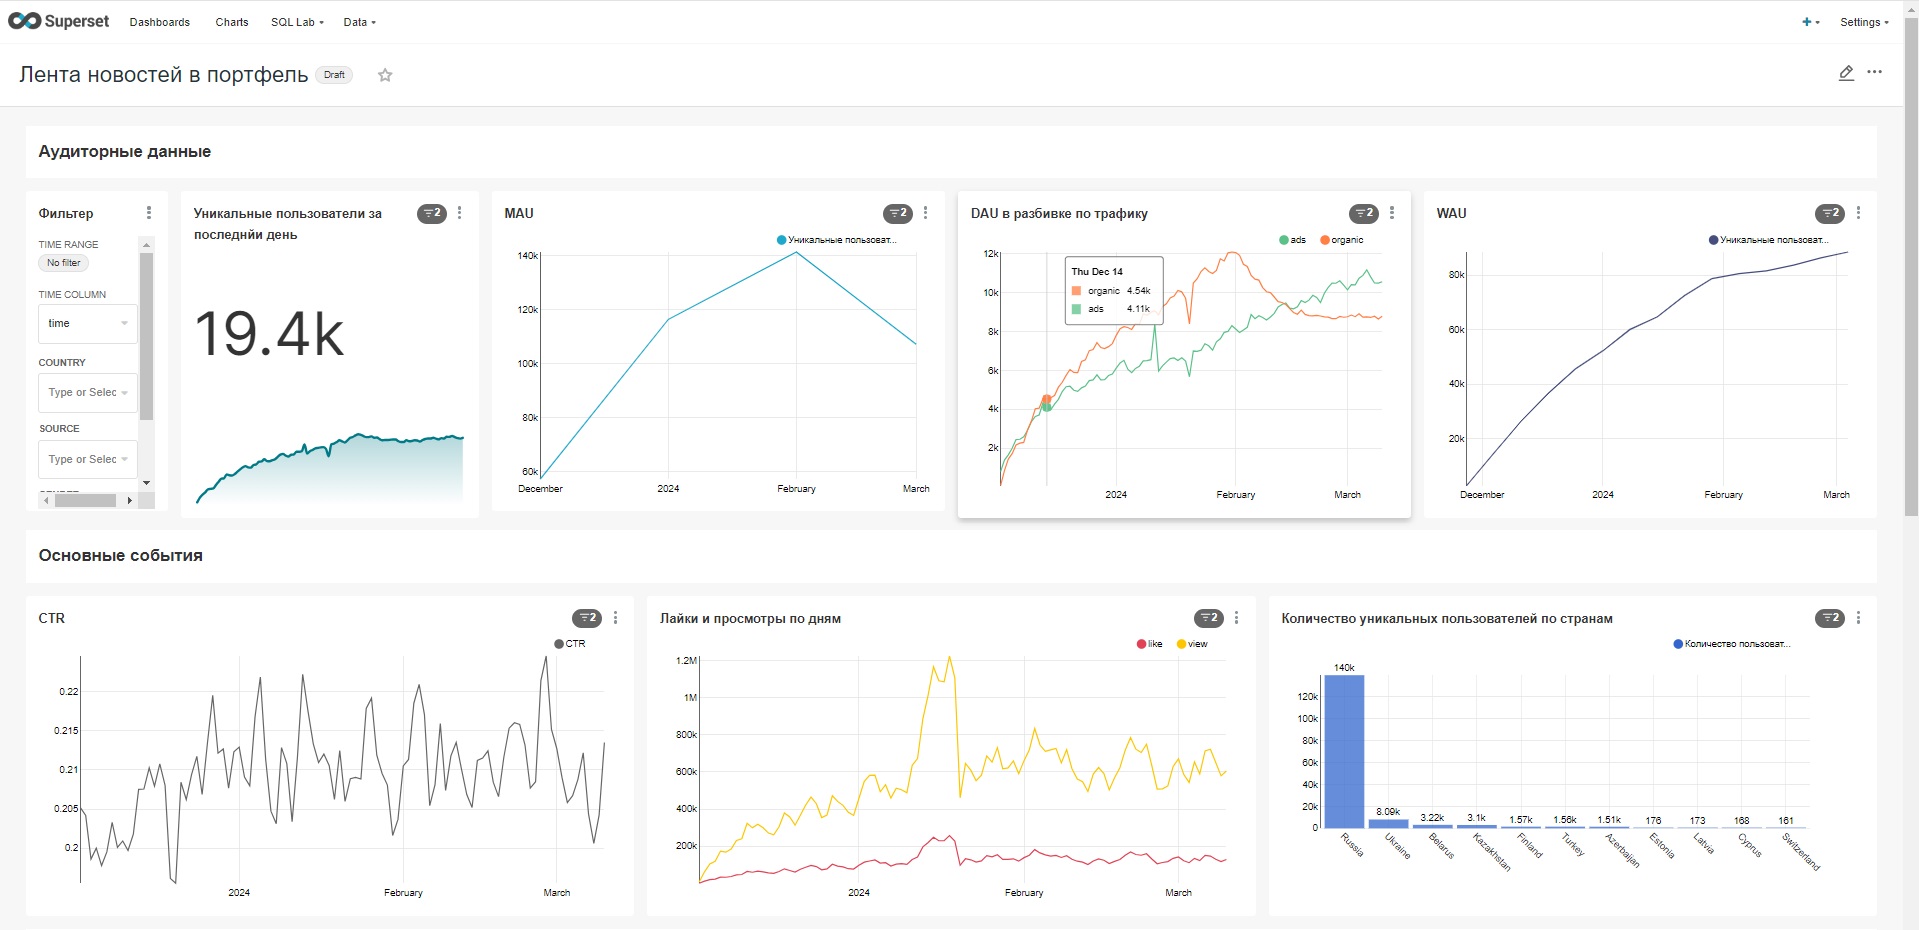 Superset
Dashboards
Charts
SQL Lab
Data
+
Settings
Лента новостей в портфель
Draft
Аудиторные данные
Фильтр
TIME RANGE
No filter
TIME COLUMN
time
COUNTRY
Type or Selec
SOURCE
Type or Selec
Уникальные пользователи за
последний день
2
19.4k
MAU
2
Уникальные пользоват...
140k
120k
100k
80k
60k
December
2024
February
March
DAU в разбивке по трафику
2
ads
organic
12k
10k
8k
6k
4k
2k
Thu Dec 14
organic 4.54k
ads 4.11k
2024
February
March
WAU
2
Уникальные пользоват...
80k
60k
40k
20k
December
2024
February
March
Основные события
CTR
2
CTR
0.22
0.215
0.21
0.205
0.2
2024
February
March
Лайки и просмотры по дням
2
like
view
1.2M
1M
800k
600k
400k
200k
2024
February
March
Количество уникальных пользователей по странам
2
Количество пользоват...
120k
100k
80k
60k
40k
20k
0
140k
8.09k
3.22k
3.1k
1.57k
1.56k
1.51k
176
173
168
161
Russia
Ukraine
Belarus
Kazakhstan
Finland
Turkey
Azerbaijan
Estonia
Latvia
Cyprus
Switzerland